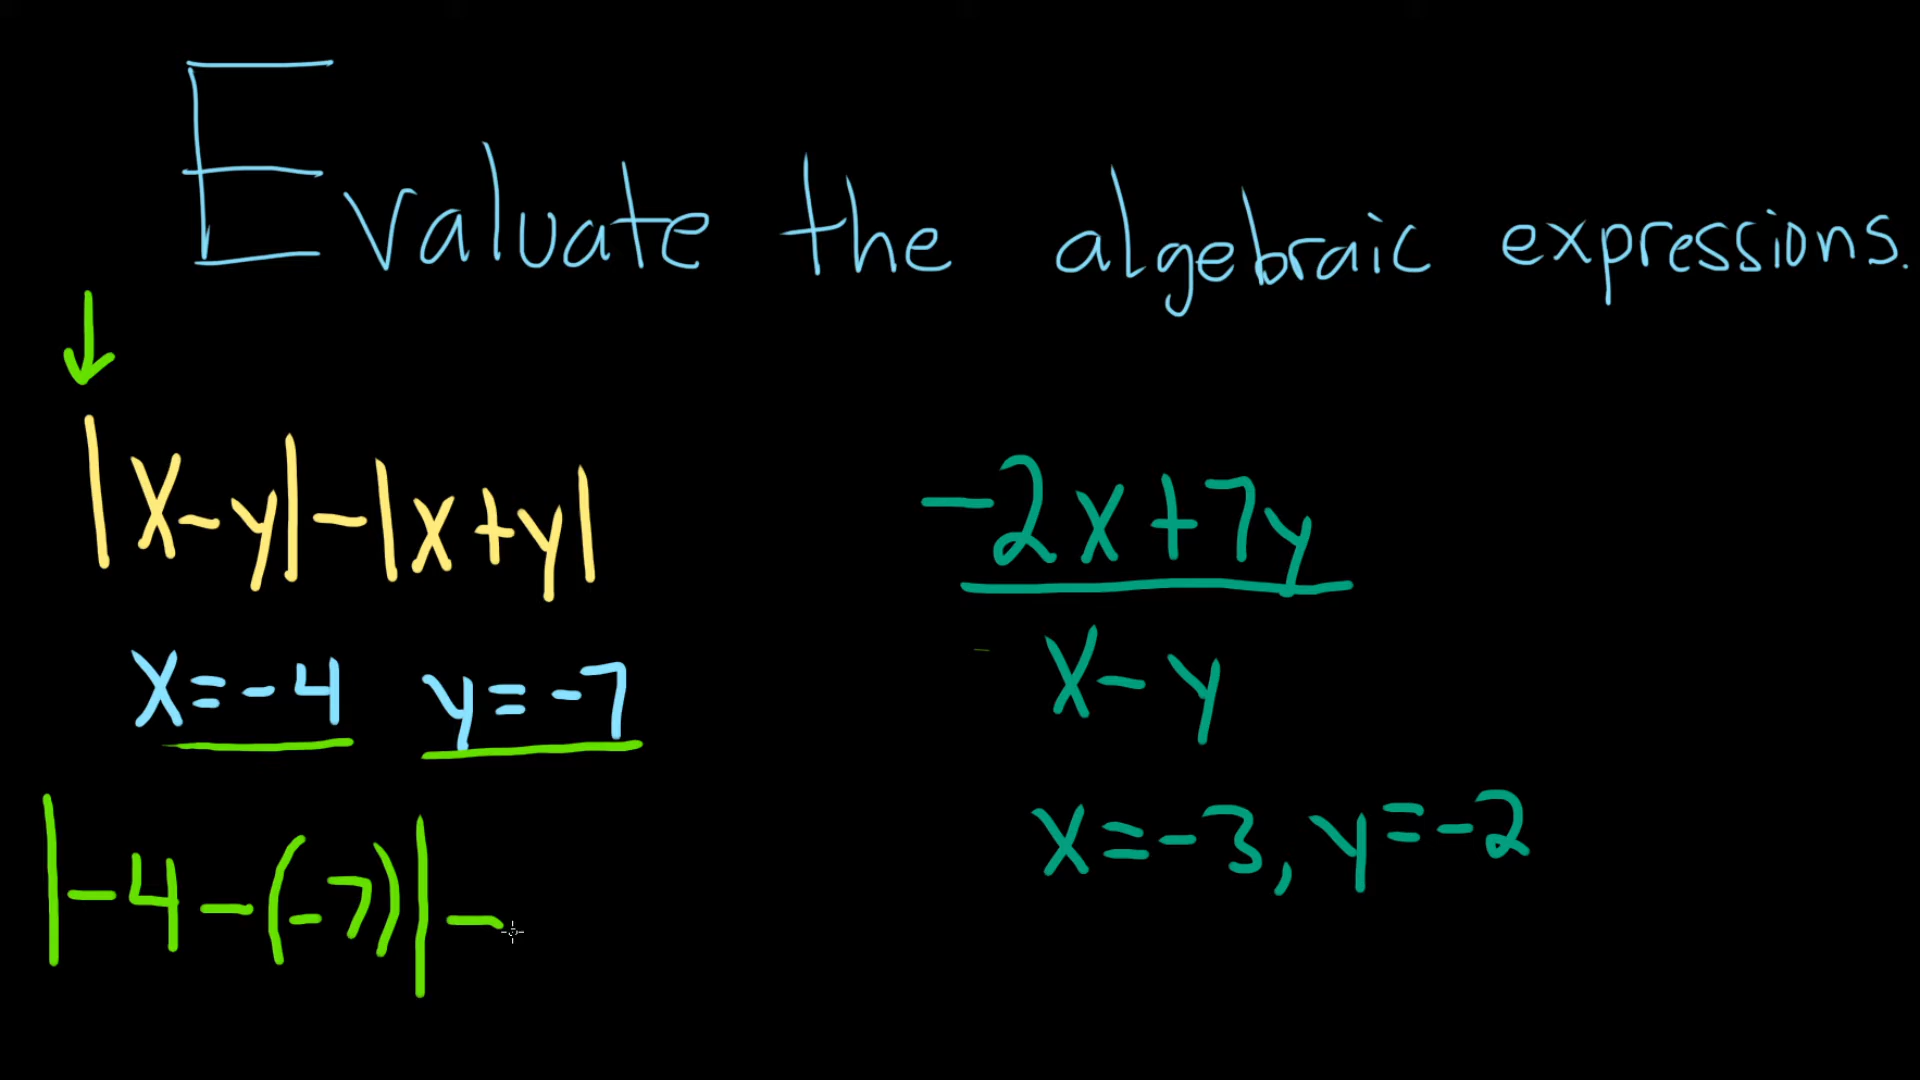 Evaluate the algebraic expressions.
|x-y|-|x+y|
x=-4 y=-7
|-4-(-7)|-
-2x+7y
x-y
x=-3, y=-2